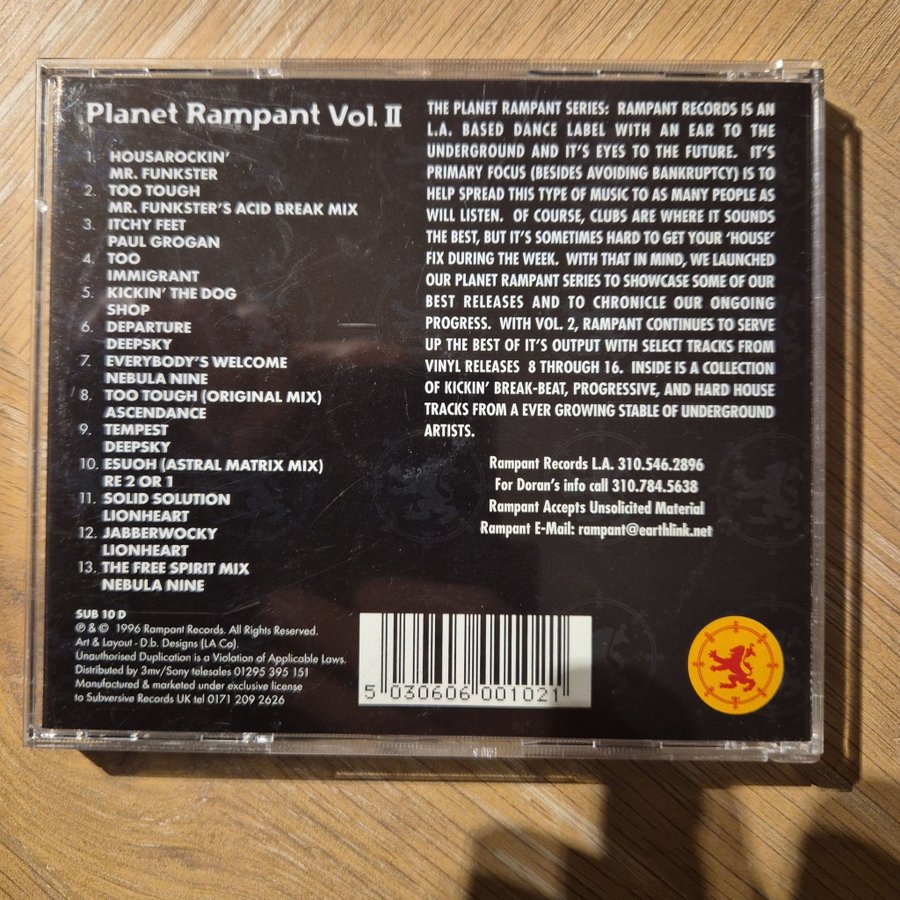 Planet Rampant Vol. II
1. HOUSAROCKIN'
MR. FUNKSTER
2. TOO TOUGH
MR. FUNKSTER'S ACID BREAK MIX
3. ITCHY FEET
PAUL GROGAN
4. TOO
IMMIGRANT
5. KICKIN' THE DOG
SHOP
6. DEPARTURE
DEEPSKY
7. EVERYBODY'S WELCOME
NEBULA NINE
8. TOO TOUGH (ORIGINAL MIX)
ASCENDANCE
9. TEMPEST
DEEPSKY
10. ESUOH (ASTRAL MATRIX MIX)
RE 2 OR 1
11. SOLID SOLUTION
LIONHEART
12. JABBERWOCKY
LIONHEART
13. THE FREE SPIRIT MIX
NEBULA NINE
SUB 10 D
℗ & © 1996 Rampant Records. All Rights Reserved.
Art & Layout - D.b. Designs (LA Co).
Unauthorised Duplication is a Violation of Applicable Laws.
Distributed by 3mv/Sony telesales 01295 395 151
Manufactured & marketed under exclusive license
to Subversive Records UK tel 0171 209 2626
THE PLANET RAMPANT SERIES: RAMPANT RECORDS IS AN
L.A. BASED DANCE LABEL WITH AN EAR TO THE
UNDERGROUND AND IT'S EYES TO THE FUTURE. IT'S
PRIMARY FOCUS (BESIDES AVOIDING BANKRUPTCY) IS TO
HELP SPREAD THIS TYPE OF MUSIC TO AS MANY PEOPLE AS
WILL LISTEN. OF COURSE, CLUBS ARE WHERE IT SOUNDS
THE BEST, BUT IT'S SOMETIMES HARD TO GET YOUR 'HOUSE'
FIX DURING THE WEEK. WITH THAT IN MIND, WE LAUNCHED
OUR PLANET RAMPANT SERIES TO SHOWCASE SOME OF OUR
BEST RELEASES AND TO CHRONICLE OUR ONGOING
PROGRESS. WITH VOL. 2, RAMPANT CONTINUES TO SERVE
UP THE BEST OF IT'S OUTPUT WITH SELECT TRACKS FROM
VINYL RELEASES 8 THROUGH 16. INSIDE IS A COLLECTION
OF KICKIN' BREAK-BEAT, PROGRESSIVE, AND HARD HOUSE
TRACKS FROM A EVER GROWING STABLE OF UNDERGROUND
ARTISTS.
Rampant Records L.A. 310.546.2896
For Doran's info call 310.784.5638
Rampant Accepts Unsolicited Material
Rampant E-Mail: rampant@earthlink.net
5 030606 001021